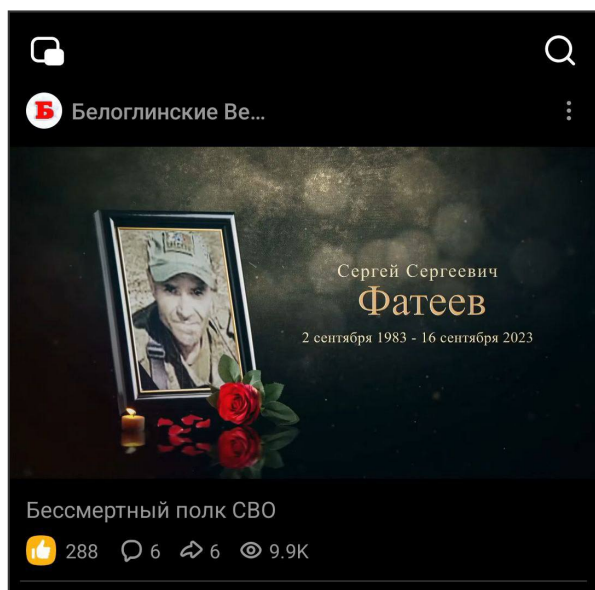 Б Белоглинские Ве...
Сергей Сергеевич
Фатеев
2 сентября 1983 - 16 сентября 2023
Бессмертный полк СВО
288 6 6 9.9K